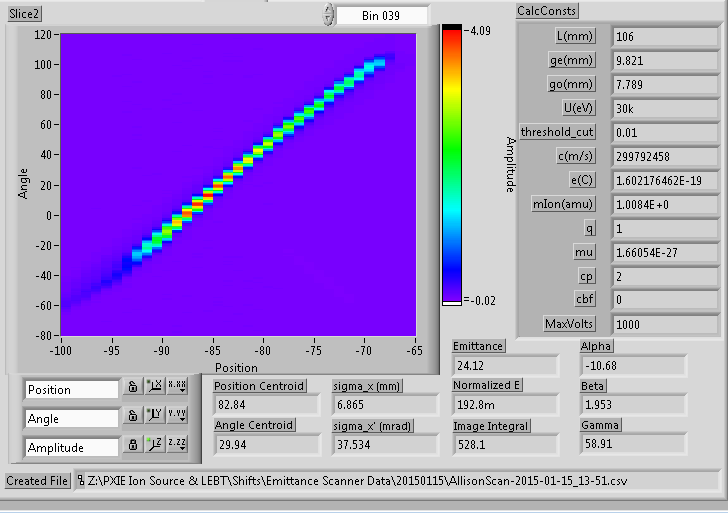 Slice2
Bin 039
120
100
80
60
40
20
0
-20
-40
-60
-80
Angle
-100
-95
-90
-85
-80
-75
-70
-65
Position
4.09
-0.02
Amplitude
CalcConsts
L(mm) 106
ge(mm) 9.821
go(mm) 7.789
U(eV) 30k
threshold_cut 0.01
c(m/s) 299792458
e(C) 1.602176462E-19
mIon(amu) 1.0084E+0
q 1
mu 1.66054E-27
cp 2
cbf 0
MaxVolts 1000
Position
X.XX
Angle
Y.YY
Amplitude
Z.ZZ
Position Centroid
82.84
Angle Centroid
29.94
sigma_x (mm)
6.865
sigma_x' (mrad)
37.534
Emittance
24.12
Normalized E
192.8m
Image Integral
528.1
Alpha
-10.68
Beta
1.953
Gamma
58.91
Created File Z:\PXIE Ion Source & LEBT\Shifts\Emittance Scanner Data\20150115\AllisonScan-2015-01-15_13-51.csv